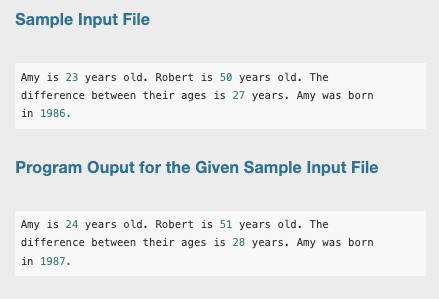 Sample Input File
Amy is 23 years old. Robert is 50 years old. The
difference between their ages is 27 years. Amy was born
in 1986.
Program Ouput for the Given Sample Input File
Amy is 24 years old. Robert is 51 years old. The
difference between their ages is 28 years. Amy was born
in 1987.